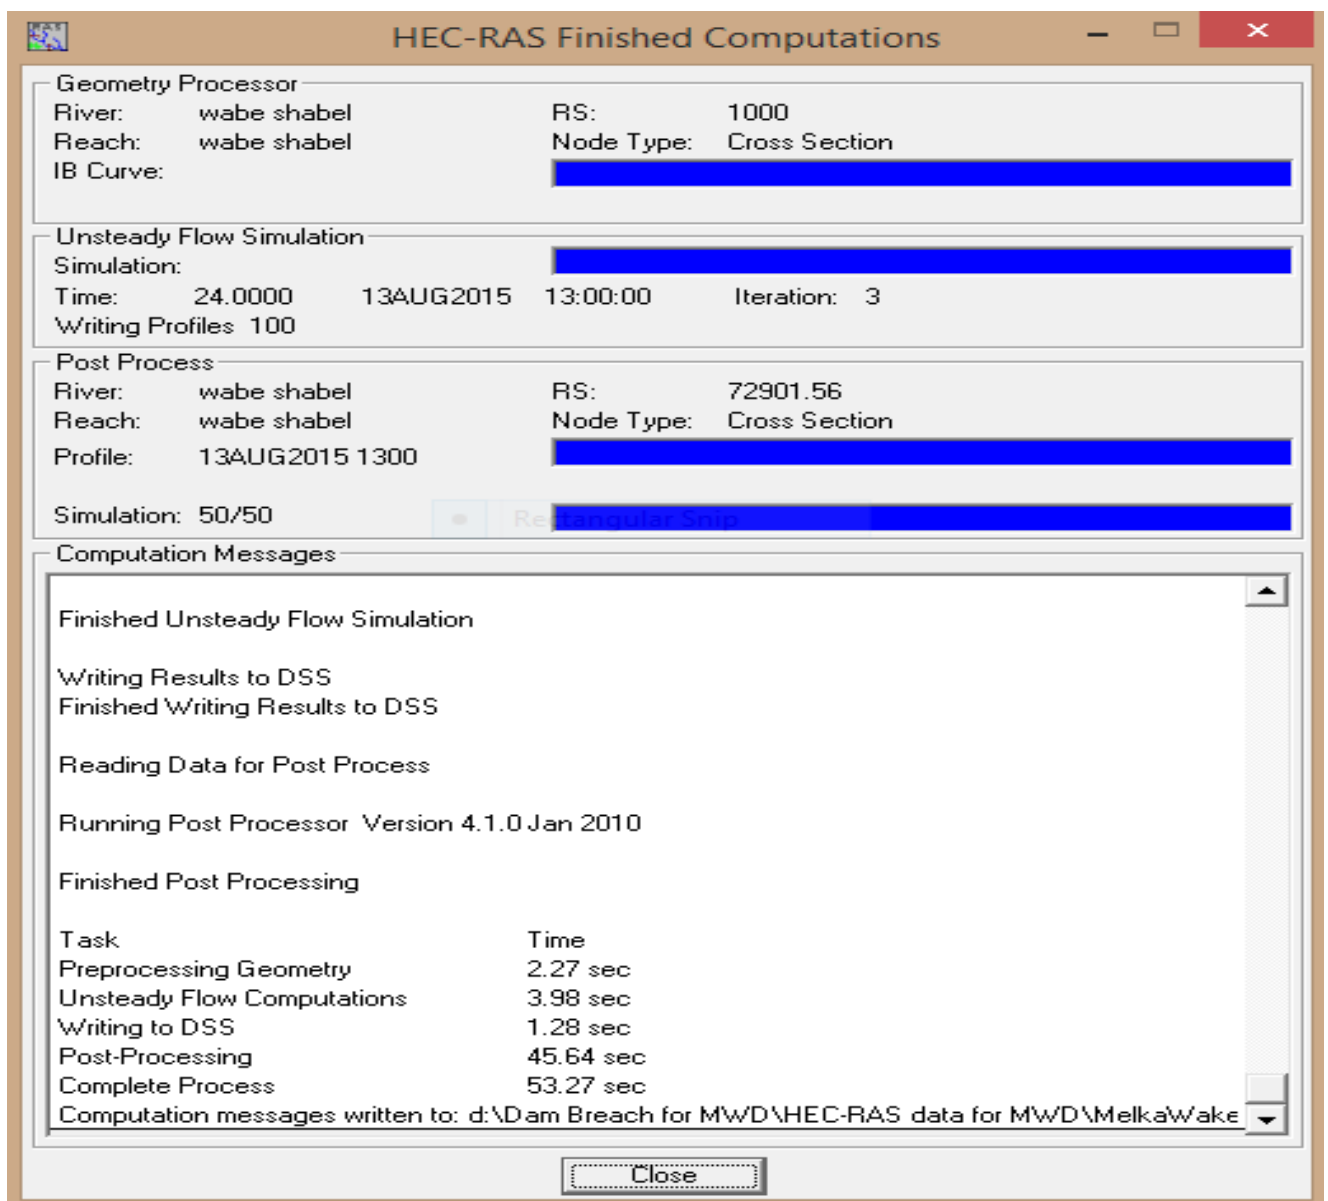 HEC-RAS Finished Computations
Geometry Processor
River: wabe shabel RS: 1000
Reach: wabe shabel Node Type: Cross Section
IB Curve:
Unsteady Flow Simulation
Simulation:
Time: 24.0000 13AUG2015 13:00:00 Iteration: 3
Writing Profiles 100
Post Process
River: wabe shabel RS: 72901.56
Reach: wabe shabel Node Type: Cross Section
Profile: 13AUG2015 1300
Simulation: 50/50 Rectangular Snip
Computation Messages
Finished Unsteady Flow Simulation
Writing Results to DSS
Finished Writing Results to DSS
Reading Data for Post Process
Running Post Processor Version 4.1.0 Jan 2010
Finished Post Processing
Task Time
Preprocessing Geometry 2.27 sec
Unsteady Flow Computations 3.98 sec
Writing to DSS 1.28 sec
Post-Processing 45.64 sec
Complete Process 53.27 sec
Computation messages written to: d:\Dam Breach for MWD\HEC-RAS data for MWD\MelkaWake
Close